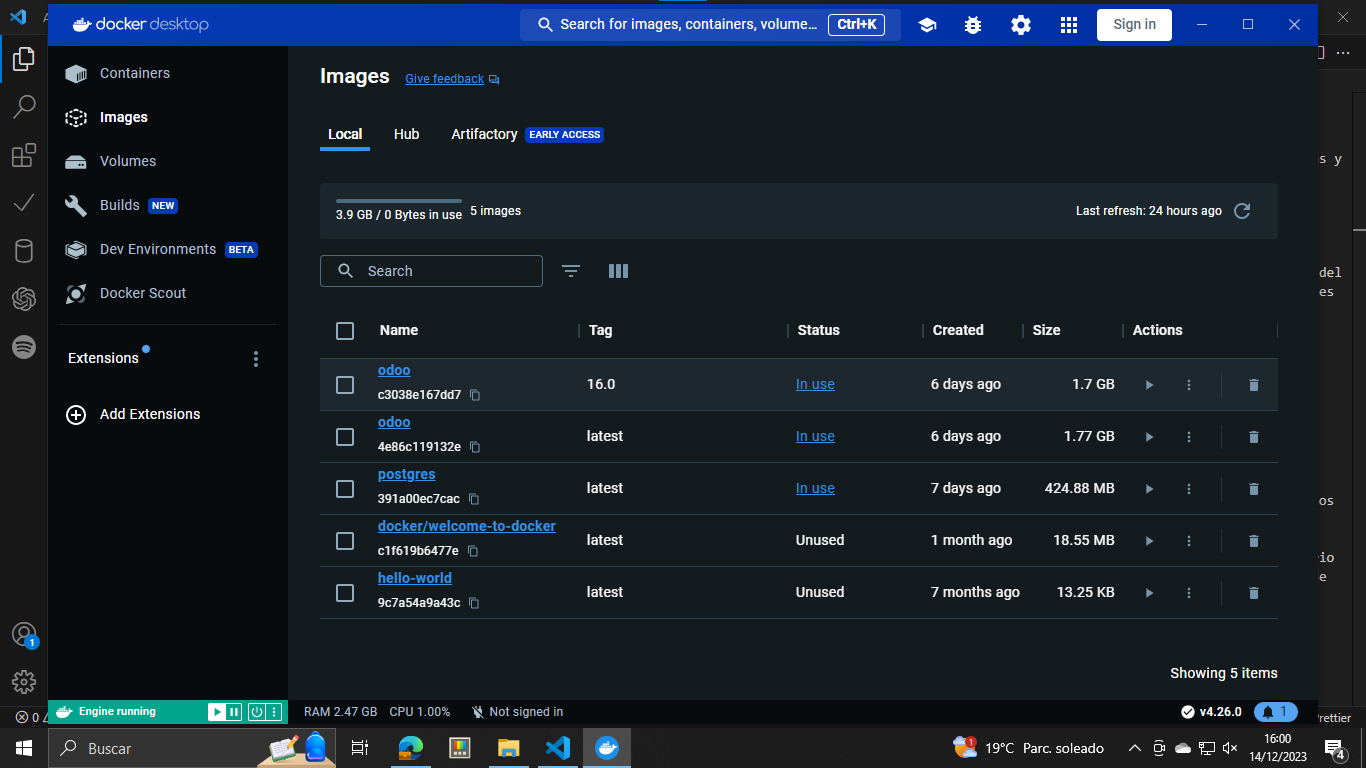 docker desktop
Search for images, containers, volume... Ctrl+K
Sign in
Containers
Images
Volumes
Builds NEW
Dev Environments BETA
Docker Scout
Extensions
Add Extensions
Images Give feedback
Local Hub Artifactory EARLY ACCESS
3.9 GB / 0 Bytes in use 5 images
Last refresh: 24 hours ago
Search
Name Tag Status Created Size Actions
odoo
c3038e167dd7
16.0 In use 6 days ago 1.7 GB
odoo
4e86c119132e
latest In use 6 days ago 1.77 GB
postgres
391a00ec7cac
latest In use 7 days ago 424.88 MB
docker/welcome-to-docker
c1f619b6477e
latest Unused 1 month ago 18.55 MB
hello-world
9c7a54a9a43c
latest Unused 7 months ago 13.25 KB
Showing 5 items
s y
del
es
os
rio
e
1
0
Engine running
RAM 2.47 GB CPU 1.00% Not signed in
v4.26.0 1
rettier
Buscar
1 19°C Parc. soleado
16:00
14/12/2023
4